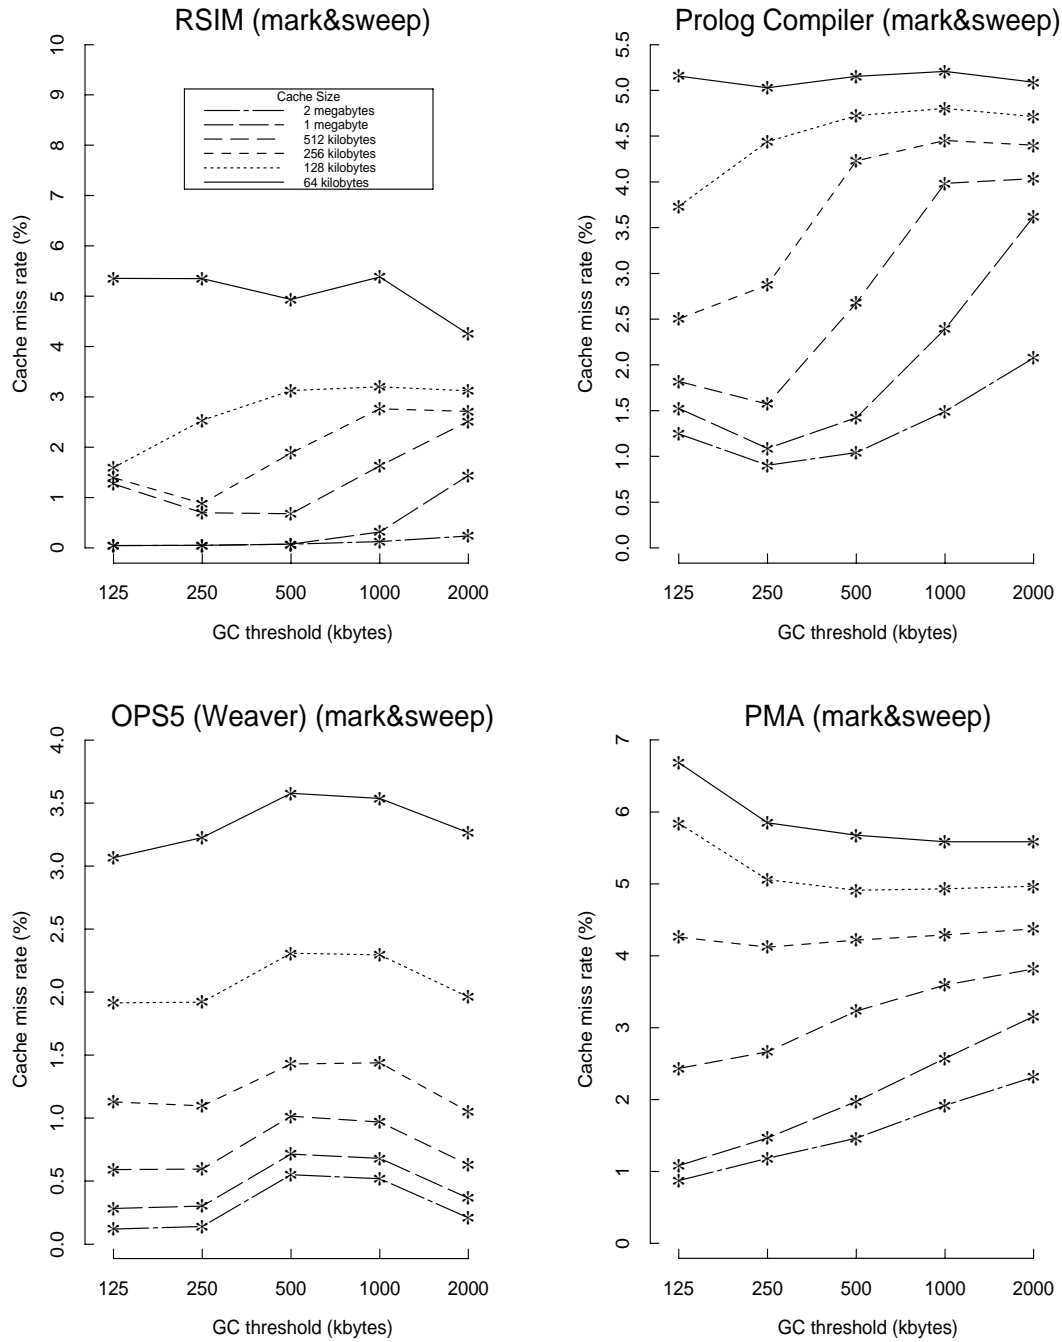 RSIM (mark&sweep)
Cache miss rate (%)
10
9
8
7
6
5
4
3
2
1
0
Cache Size
2 megabytes
1 megabyte
512 kilobytes
256 kilobytes
128 kilobytes
64 kilobytes
125 250 500 1000 2000
GC threshold (kbytes)
Prolog Compiler (mark&sweep)
Cache miss rate (%)
5.5
5.0
4.5
4.0
3.5
3.0
2.5
2.0
1.5
1.0
0.5
0.0
125 250 500 1000 2000
GC threshold (kbytes)
OPS5 (Weaver) (mark&sweep)
Cache miss rate (%)
4.0
3.5
3.0
2.5
2.0
1.5
1.0
0.5
0.0
125 250 500 1000 2000
GC threshold (kbytes)
PMA (mark&sweep)
Cache miss rate (%)
7
6
5
4
3
2
1
0
125 250 500 1000 2000
GC threshold (kbytes)